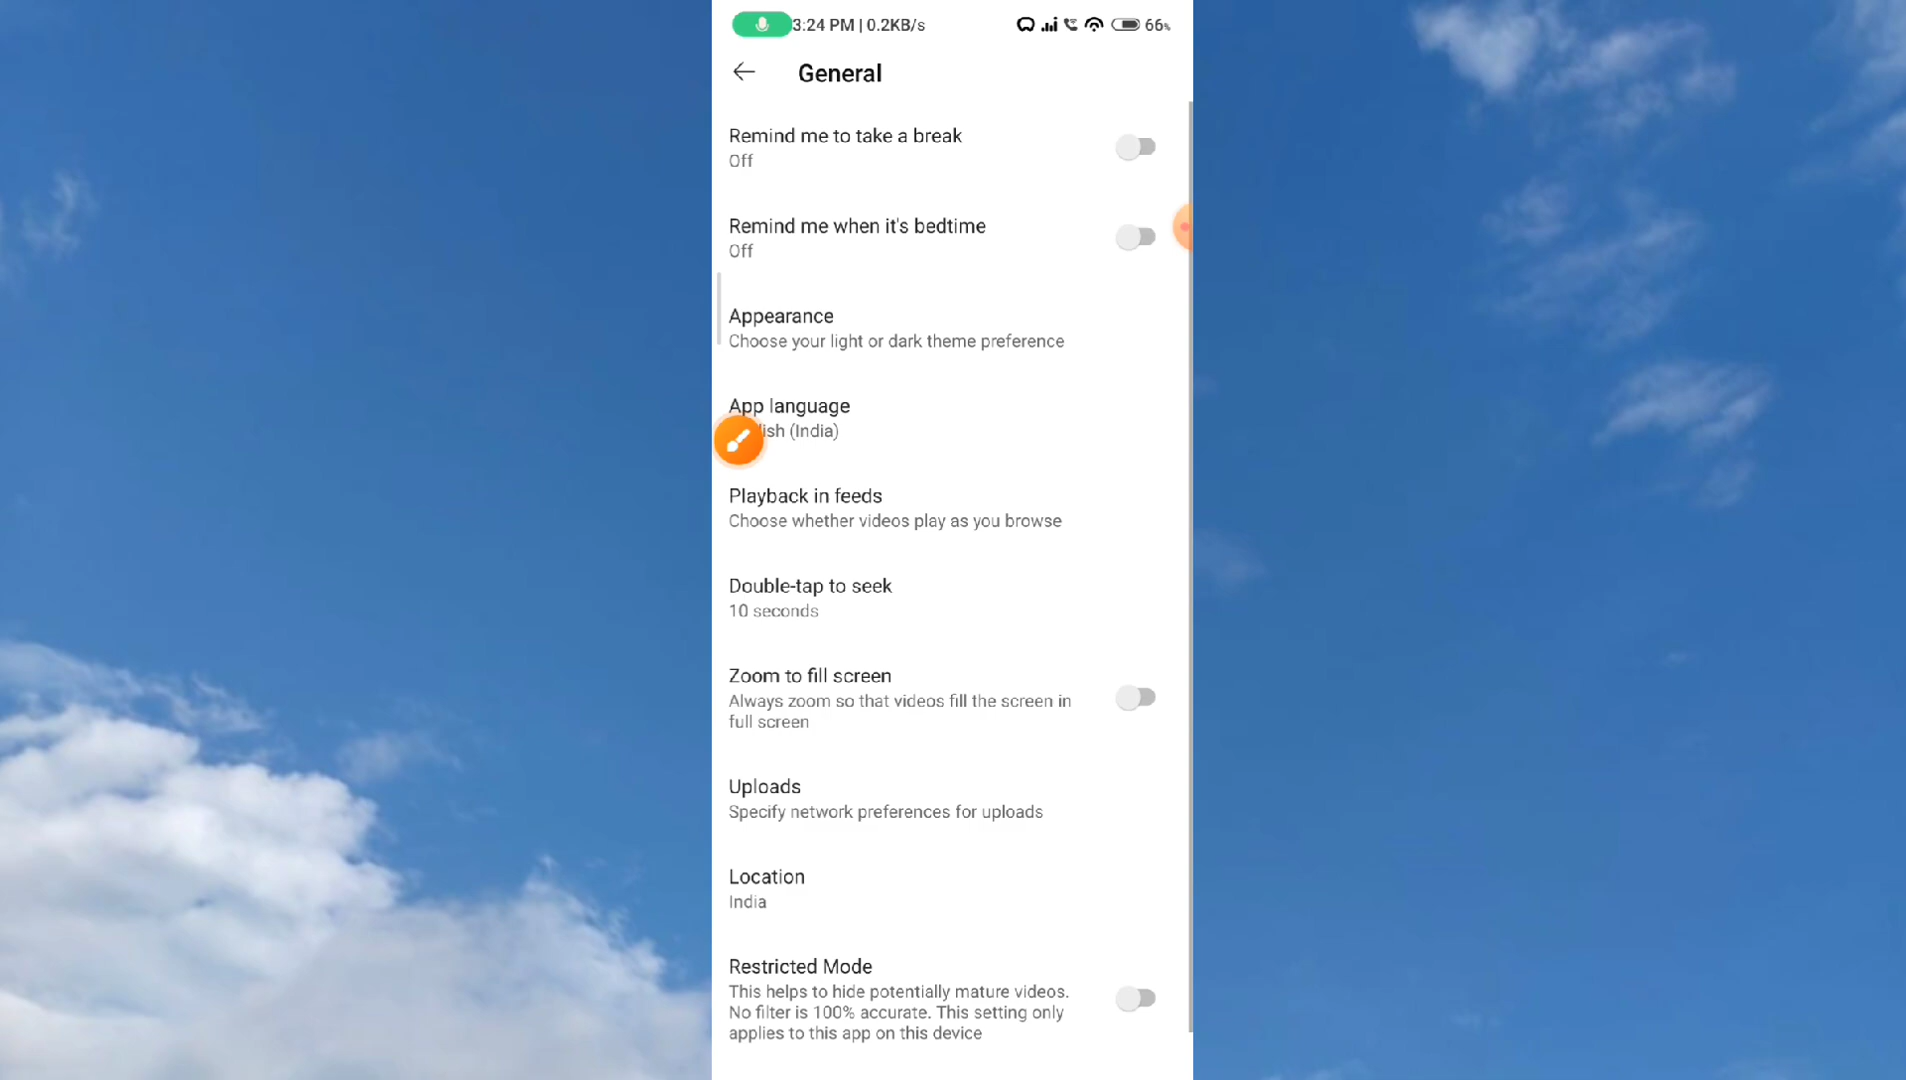 3:24 PM | 0.2KB/s
66%
General
Remind me to take a break
Off
Remind me when it's bedtime
Off
Appearance
Choose your light or dark theme preference
App language
lish (India)
Playback in feeds
Choose whether videos play as you browse
Double-tap to seek
10 seconds
Zoom to fill screen
Always zoom so that videos fill the screen in
full screen
Uploads
Specify network preferences for uploads
Location
India
Restricted Mode
This helps to hide potentially mature videos.
No filter is 100% accurate. This setting only
applies to this app on this device